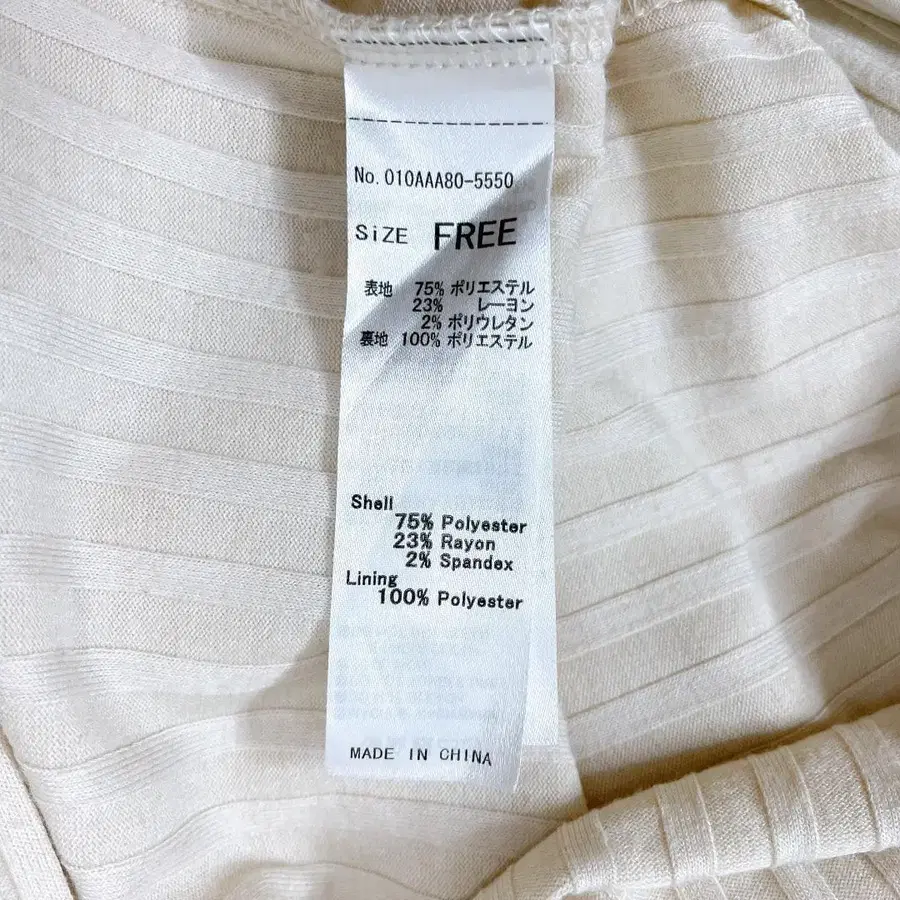 No. 010AAA80-5550
SiZE FREE
表地 75% ポリエステル
23% レーヨン
2% ポリウレタン
裏地 100% ポリエステル
Shell
75% Polyester
23% Rayon
2% Spandex
Lining
100% Polyester
MADE IN CHINA